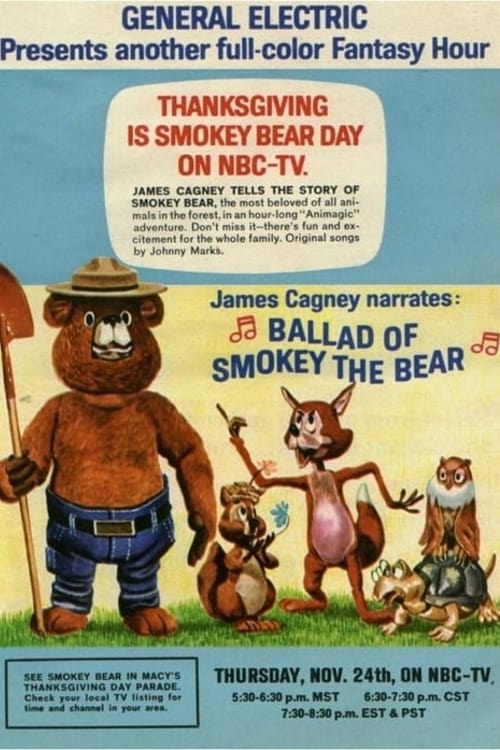 GENERAL ELECTRIC
Presents another full-color Fantasy Hour
THANKSGIVING
IS SMOKEY BEAR DAY
ON NBC-TV.
JAMES CAGNEY TELLS THE STORY OF
SMOKEY BEAR, the most beloved of all ani-
mals in the forest, in an hour-long "Animagic"
adventure. Don't miss it—there's fun and ex-
citement for the whole family. Original songs
by Johnny Marks.
James Cagney narrates:
BALLAD OF
SMOKEY THE BEAR
SEE SMOKEY BEAR IN MACY'S
THANKSGIVING DAY PARADE.
Check your local TV listing for
time and channel in your area.
THURSDAY, NOV. 24th, ON NBC-TV
5:30-6:30 p.m. MST 6:30-7:30 p.m. CST
7:30-8:30 p.m. EST & PST